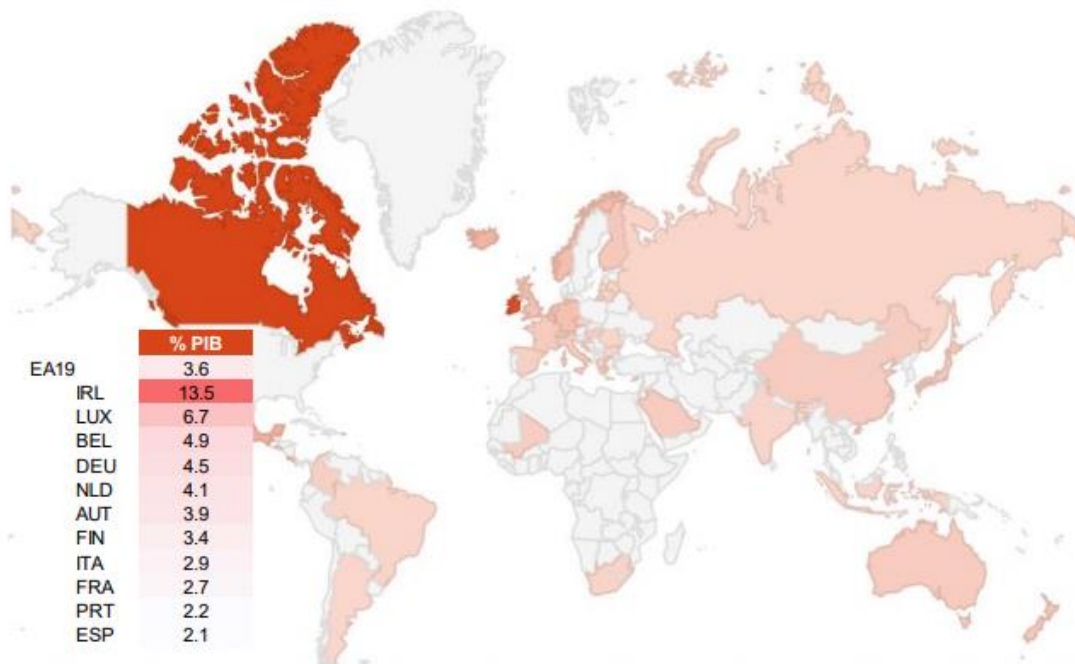 % PIB
EA19 3.6
IRL 13.5
LUX 6.7
BEL 4.9
DEU 4.5
NLD 4.1
AUT 3.9
FIN 3.4
ITA 2.9
FRA 2.7
PRT 2.2
ESP 2.1